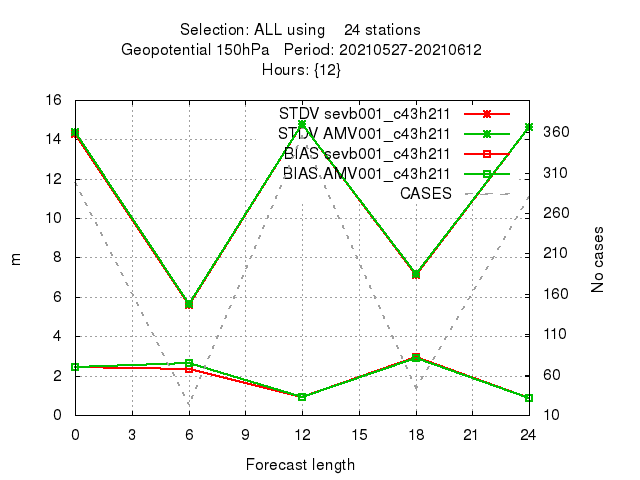 Selection: ALL using    24 stations
Geopotential 150hPa   Period: 20210527-20210612
Hours: {12}
16
14
12
10
8
6
4
2
0
m
STDV sevb001_c43h211
STDV AMV001_c43h211
BIAS sevb001_c43h211
BIAS AMV001_c43h211
CASES
360
310
260
210
160
110
60
10
No cases
0 3 6 9 12 15 18 21 24
Forecast length